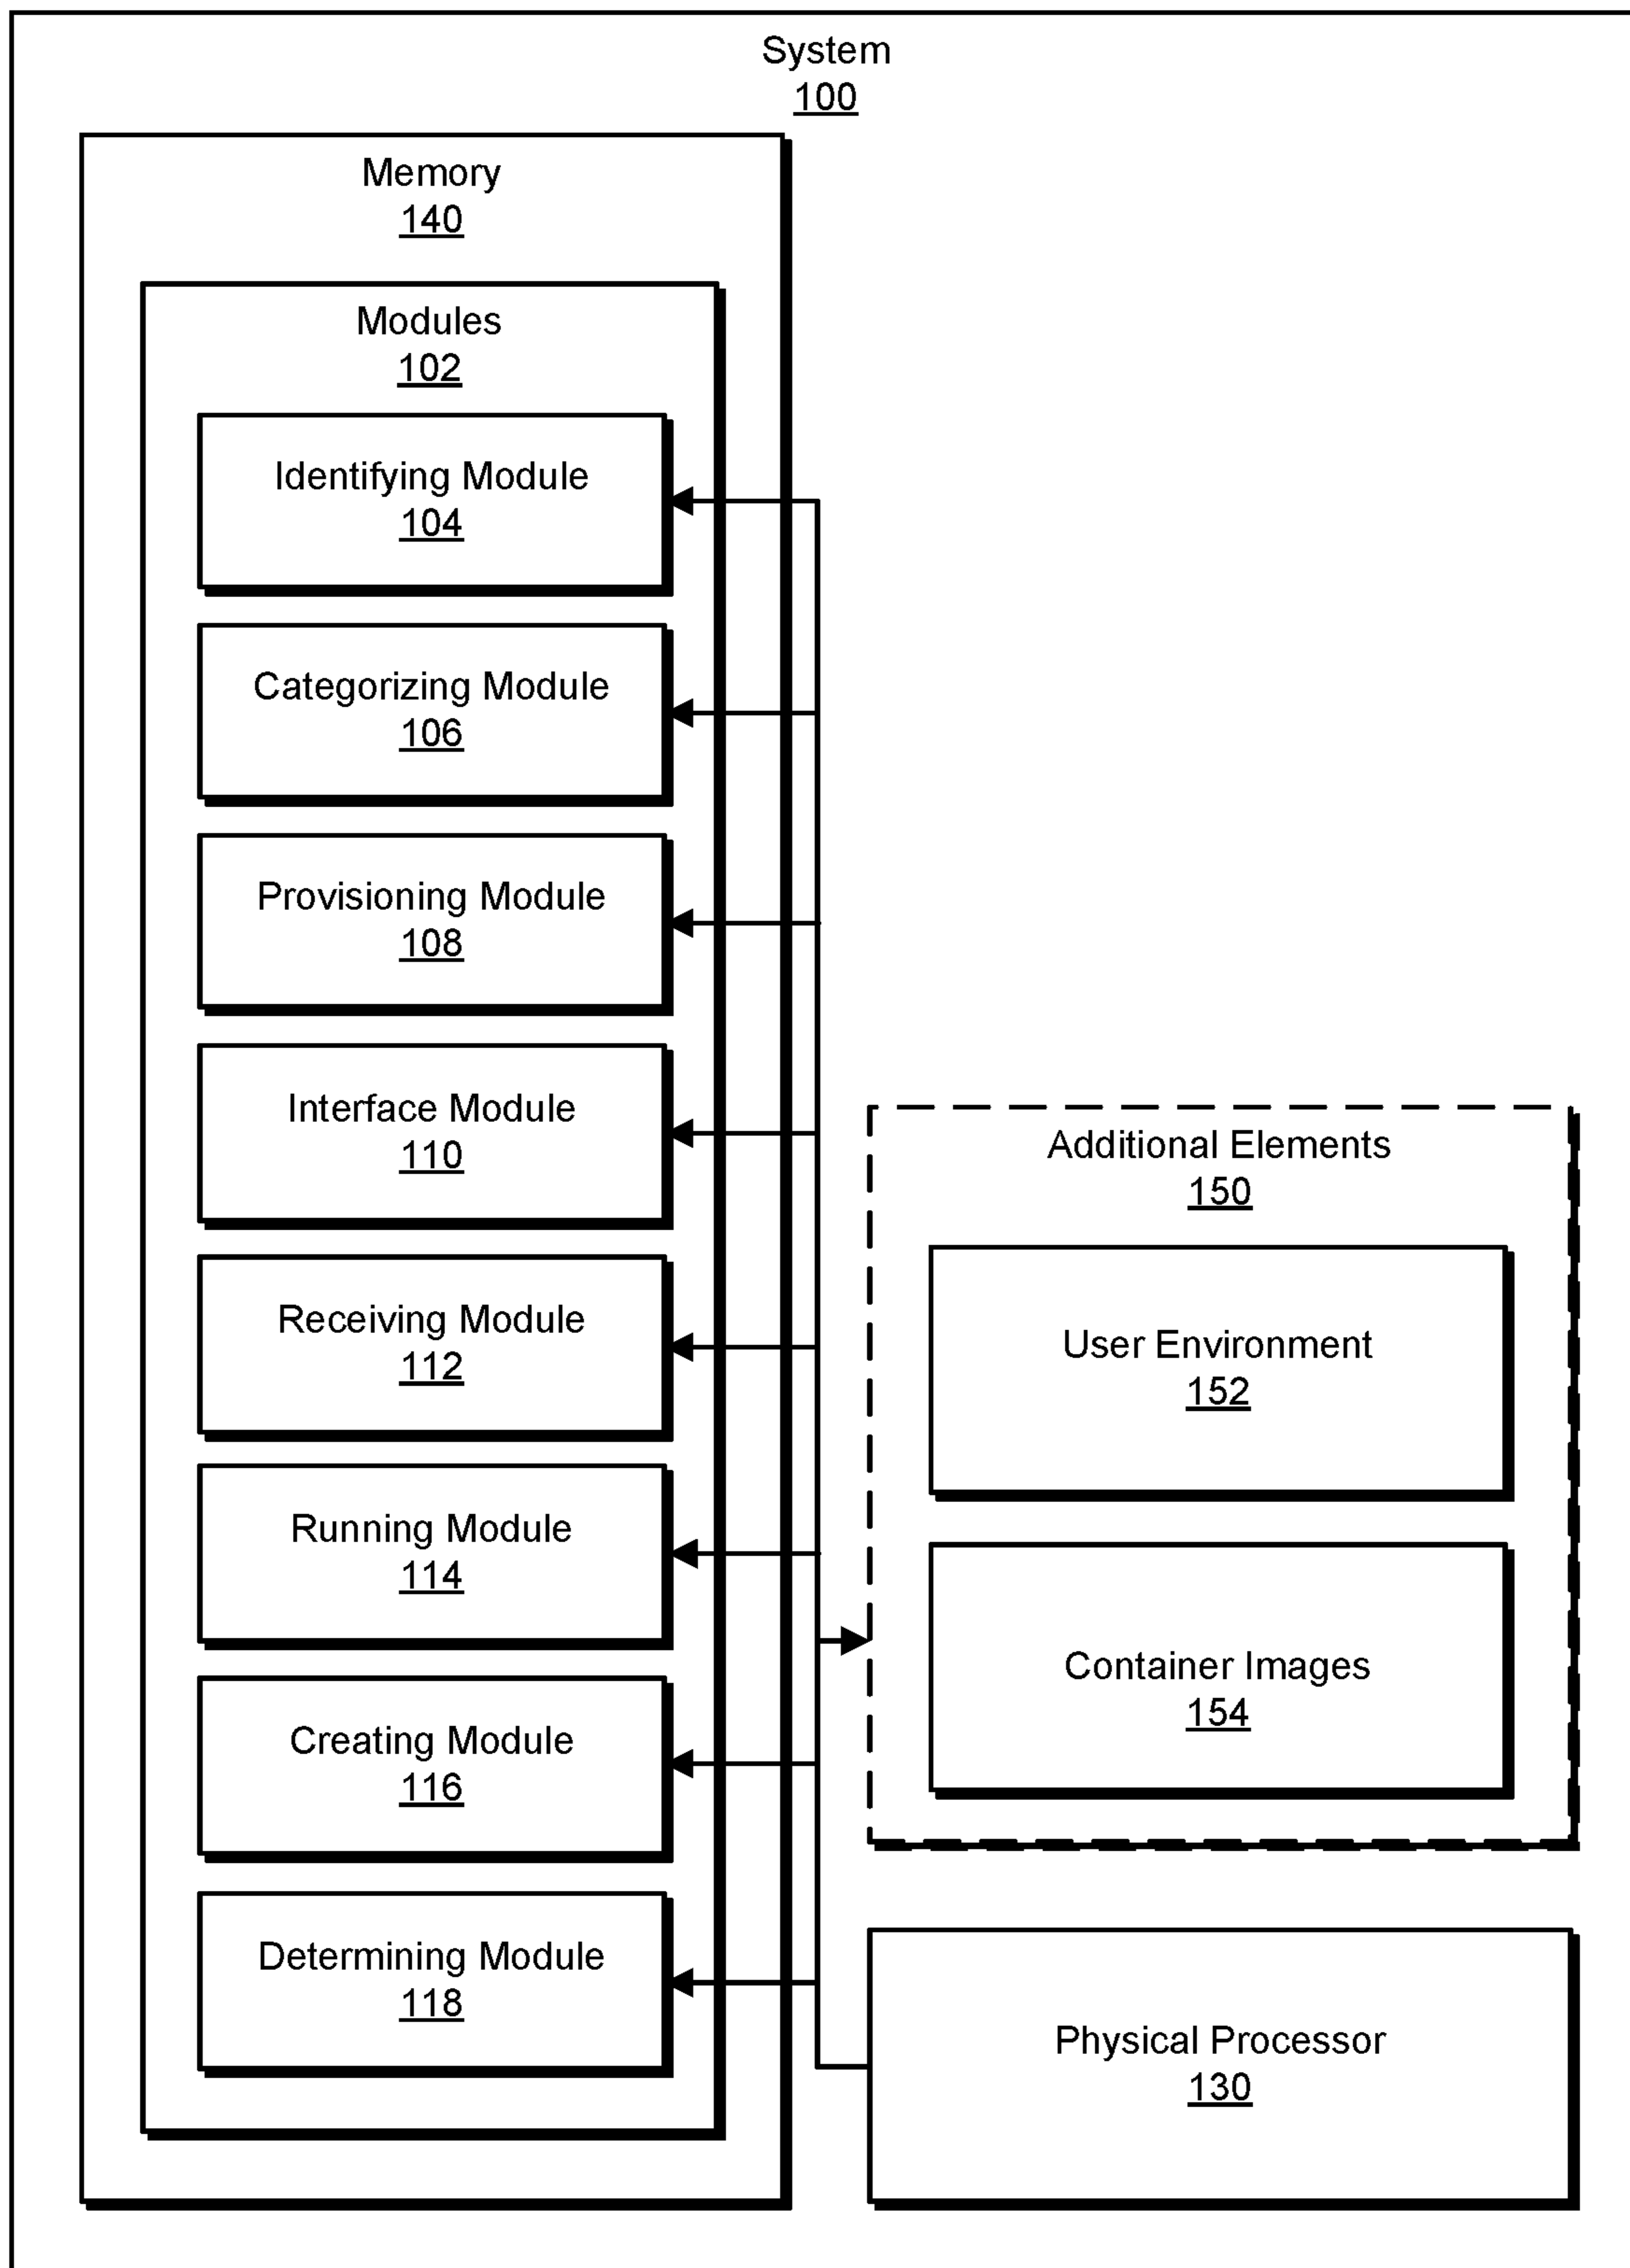 System
100
Memory
140
Modules
102
Identifying Module
104
Categorizing Module
106
Provisioning Module
108
Interface Module
110
Receiving Module
112
Running Module
114
Creating Module
116
Determining Module
118
Additional Elements
150
User Environment
152
Container Images
154
Physical Processor
130